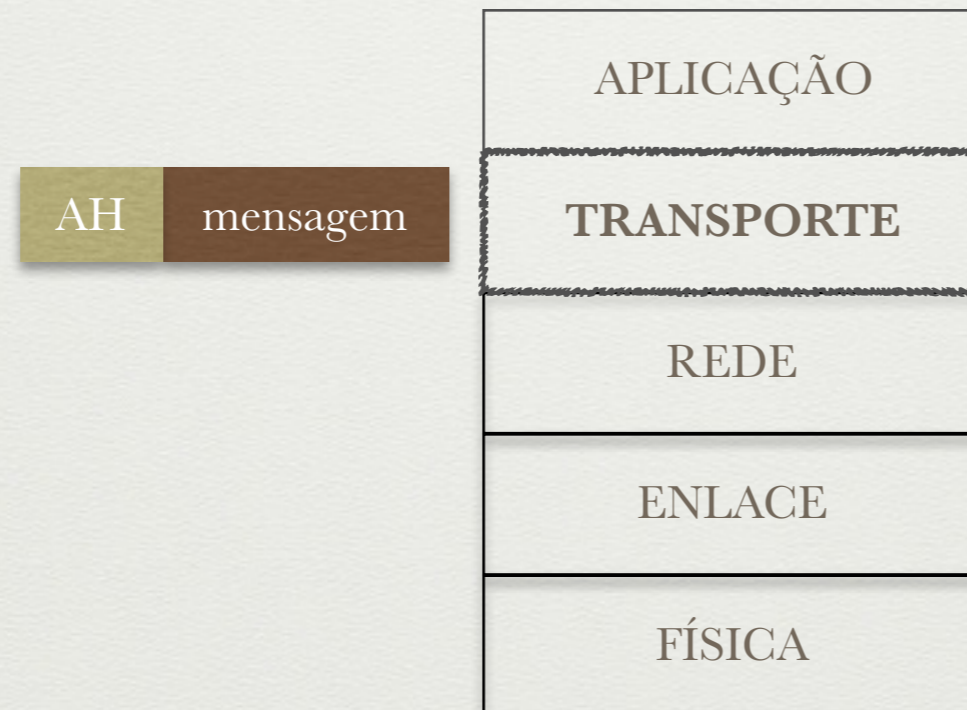 APLICAÇÃO
AH mensagem
TRANSPORTE
REDE
ENLACE
FÍSICA